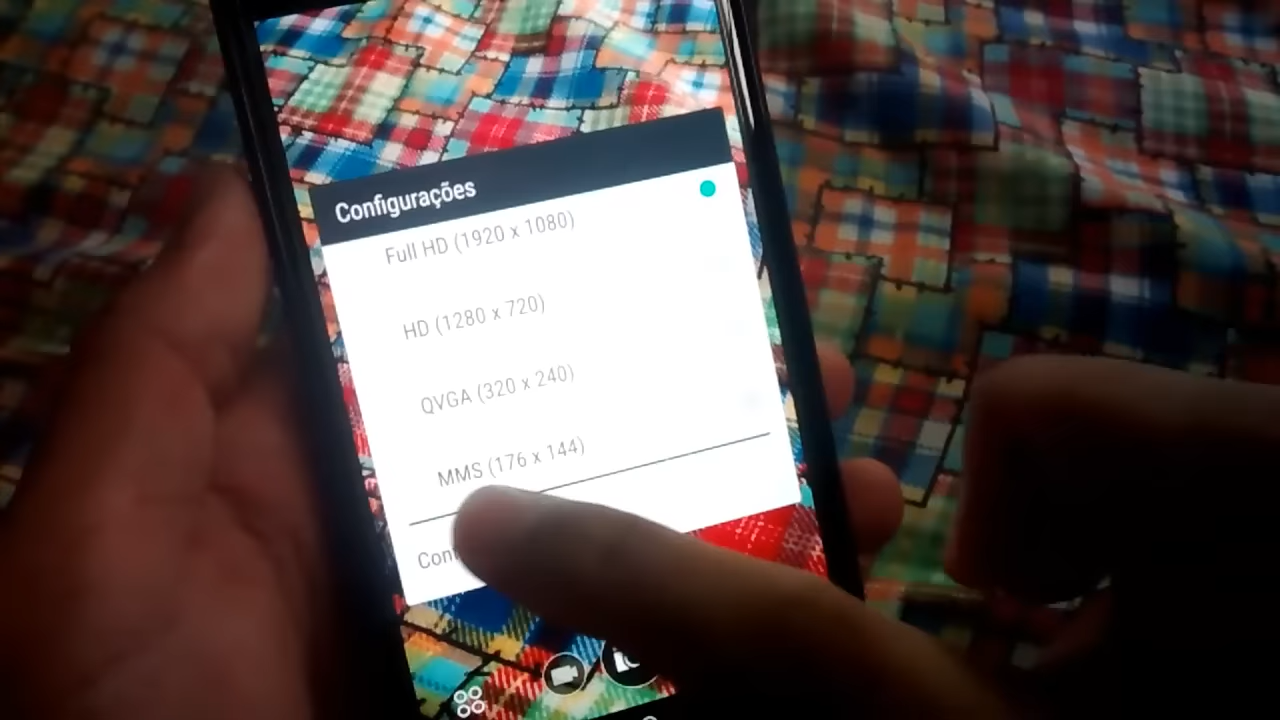 Configurações
Full HD (1920 x 1080)
HD (1280 x 720)
QVGA (320 x 240)
MMS (176 x 144)